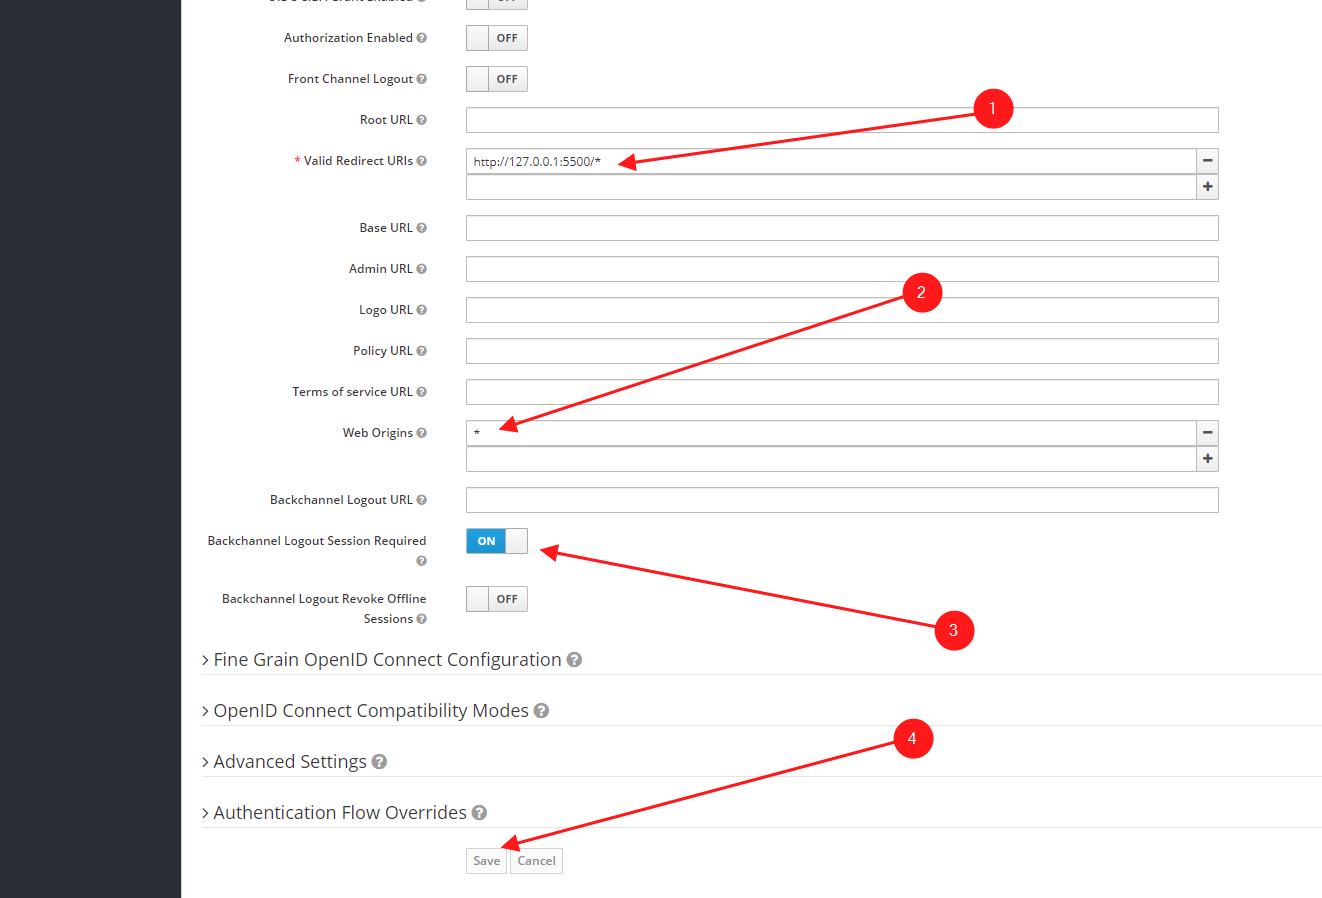 OFF
Authorization Enabled
OFF
Front Channel Logout
OFF
1
Root URL
* Valid Redirect URIs
http://127.0.0.1:5500/*
Base URL
Admin URL
2
Logo URL
Policy URL
Terms of service URL
Web Origins
*
Backchannel Logout URL
Backchannel Logout Session Required
ON
Backchannel Logout Revoke Offline
Sessions
OFF
3
Fine Grain OpenID Connect Configuration
OpenID Connect Compatibility Modes
4
Advanced Settings
Authentication Flow Overrides
Save Cancel